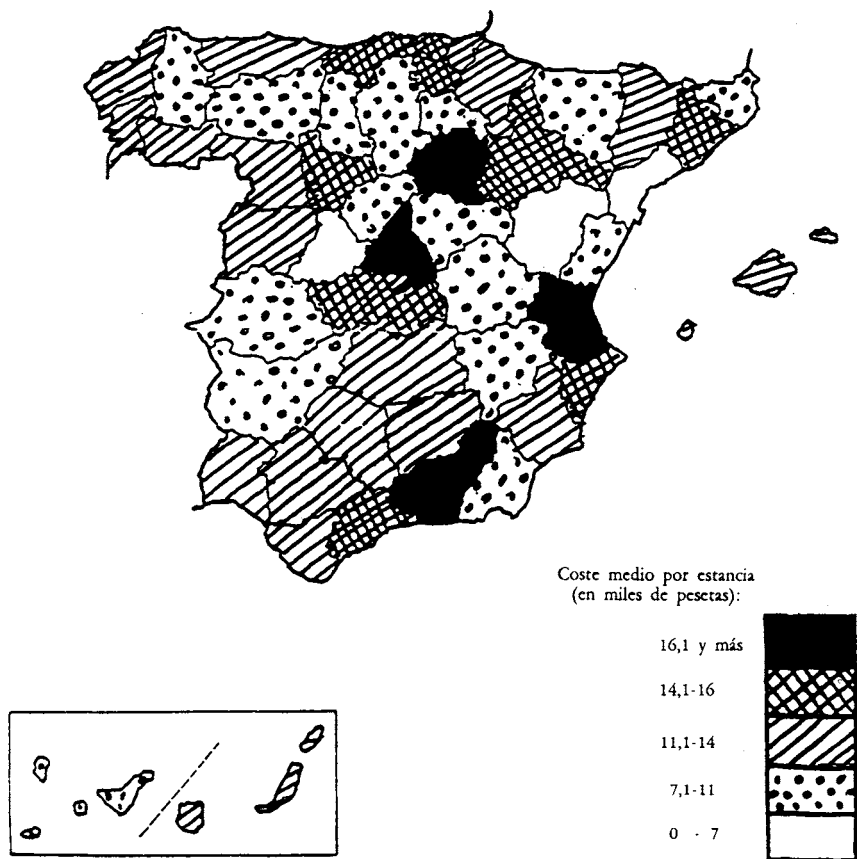 Coste medio por estancia
(en miles de pesetas):
16,1 y más
14,1-16
11,1-14
7,1-11
0 - 7